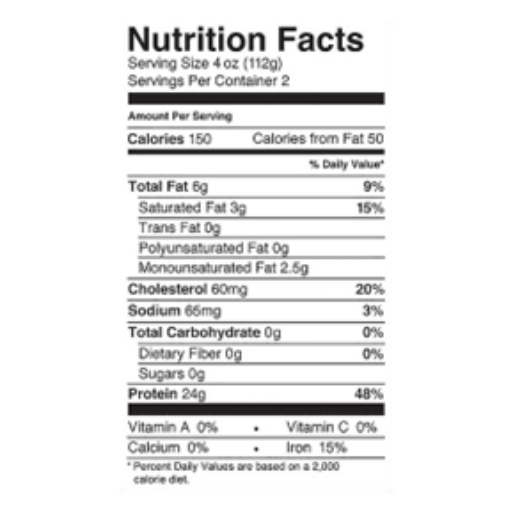 Nutrition Facts
Serving Size 4 oz (112g)
Servings Per Container 2
Amount Per Serving
Calories 150 Calories from Fat 50
% Daily Value*
Total Fat 6g 9%
Saturated Fat 3g 15%
Trans Fat 0g
Polyunsaturated Fat 0g
Monounsaturated Fat 2.5g
Cholesterol 60mg 20%
Sodium 65mg 3%
Total Carbohydrate 0g 0%
Dietary Fiber 0g 0%
Sugars 0g
Protein 24g 48%
Vitamin A 0% • Vitamin C 0%
Calcium 0% • Iron 15%
* Percent Daily Values are based on a 2,000
calorie diet.